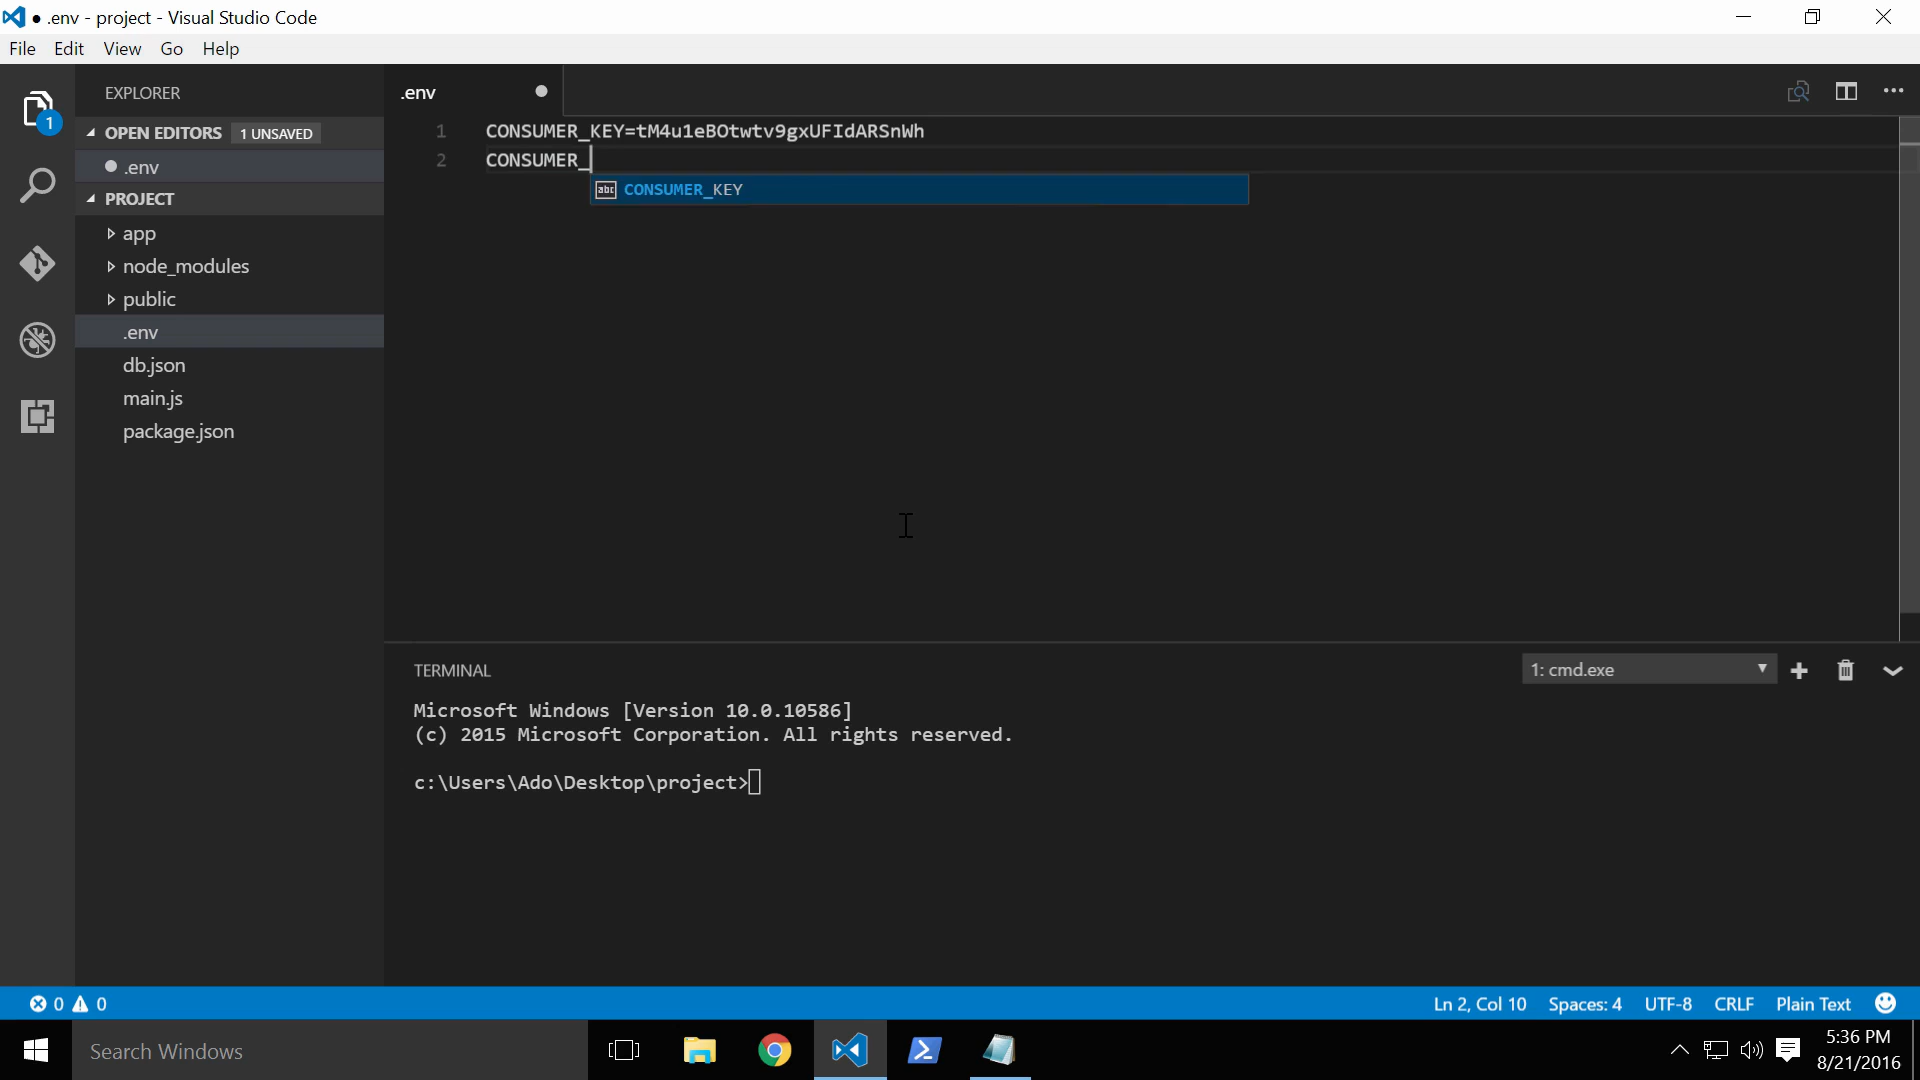 .env - project - Visual Studio Code
File Edit View Go Help
EXPLORER
1
OPEN EDITORS 1 UNSAVED
.env
PROJECT
app
node_modules
public
.env
db.json
main.js
package.json
.env
1 CONSUMER_KEY=tM4u1eBOtwtv9gxUFIdARSnWh
2 CONSUMER_
abc CONSUMER_KEY
TERMINAL
1: cmd.exe
Microsoft Windows [Version 10.0.10586]
(c) 2015 Microsoft Corporation. All rights reserved.
c:\Users\Ado\Desktop\project>
0 0
Ln 2, Col 10 Spaces: 4 UTF-8 CRLF Plain Text
Search Windows
5:36 PM
8/21/2016